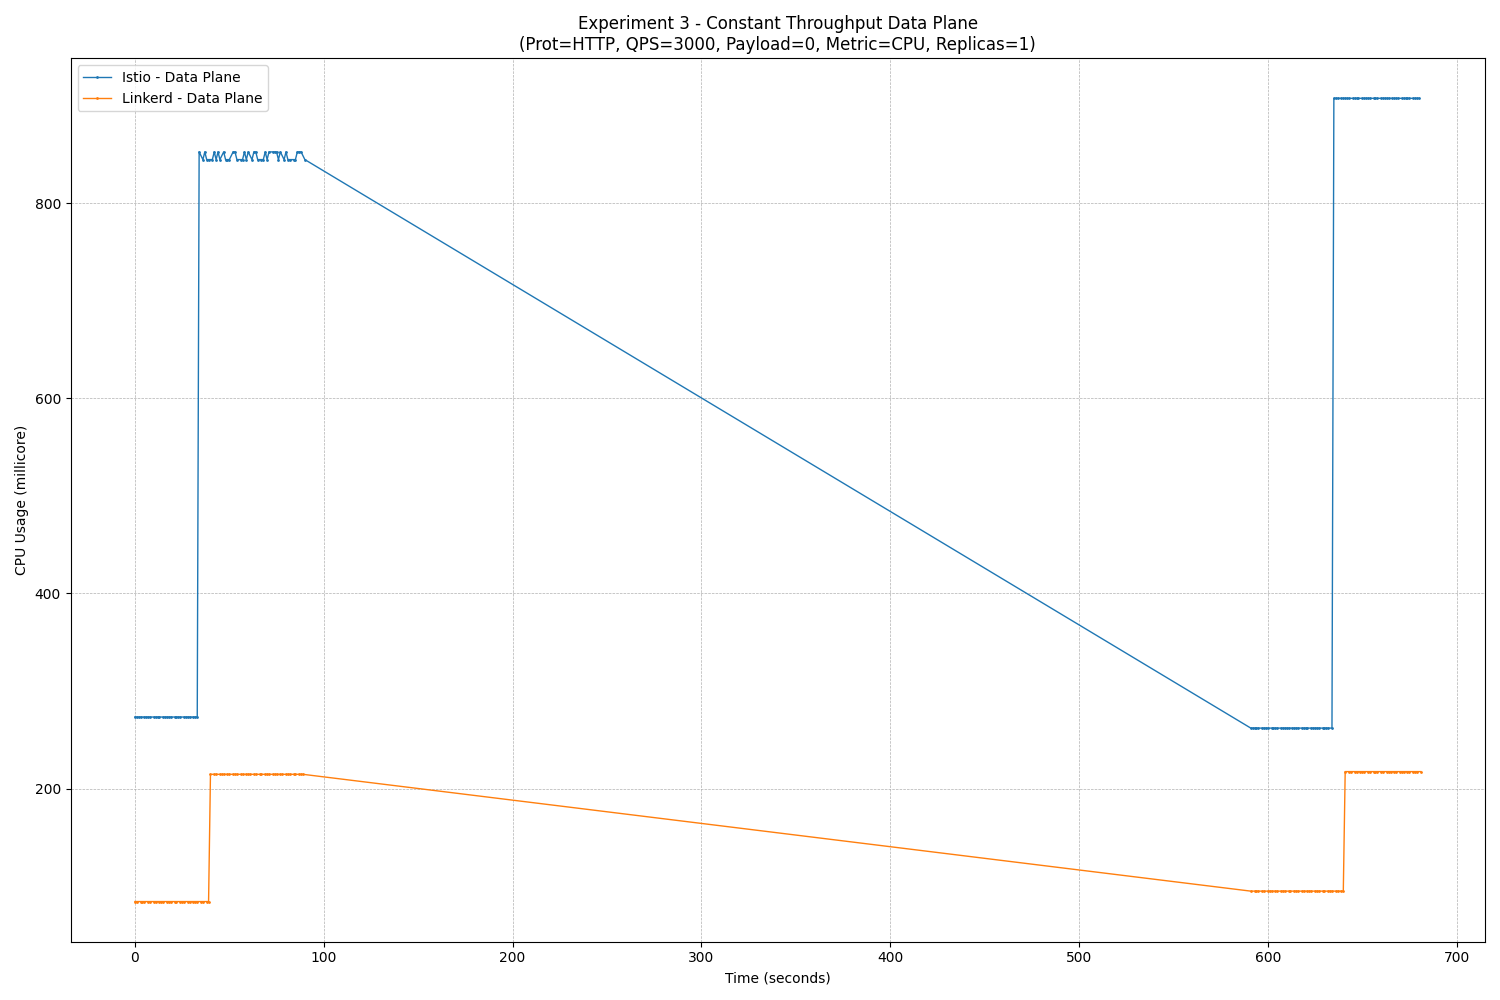 Experiment 3 - Constant Throughput Data Plane
(Prot=HTTP, QPS=3000, Payload=0, Metric=CPU, Replicas=1)
Istio - Data Plane
Linkerd - Data Plane
CPU Usage (millicore)
800
600
400
200
0 100 200 300 400 500 600 700
Time (seconds)